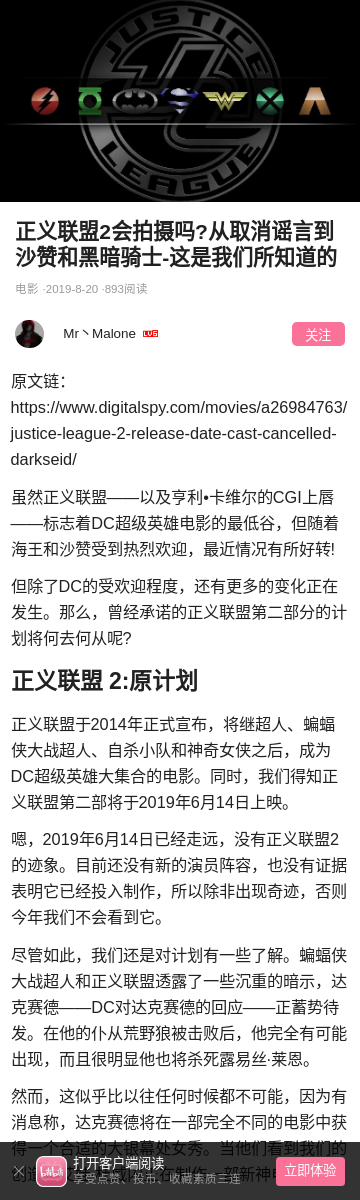 JUSTICE
LEAGUE
正义联盟2会拍摄吗?从取消谣言到
沙赞和黑暗骑士-这是我们所知道的
电影 ·2019-8-20 ·893阅读
Mr丶Malone LV6
关注
原文链：
https://www.digitalspy.com/movies/a26984763/
justice-league-2-release-date-cast-cancelled-
darkseid/
虽然正义联盟——以及亨利•卡维尔的CGI上唇
——标志着DC超级英雄电影的最低谷，但随着
海王和沙赞受到热烈欢迎，最近情况有所好转!
但除了DC的受欢迎程度，还有更多的变化正在
发生。那么，曾经承诺的正义联盟第二部分的计
划将何去何从呢?
正义联盟 2:原计划
正义联盟于2014年正式宣布，将继超人、蝙蝠
侠大战超人、自杀小队和神奇女侠之后，成为
DC超级英雄大集合的电影。同时，我们得知正
义联盟第二部将于2019年6月14日上映。
嗯，2019年6月14日已经走远，没有正义联盟2
的迹象。目前还没有新的演员阵容，也没有证据
表明它已经投入制作，所以除非出现奇迹，否则
今年我们不会看到它。
尽管如此，我们还是对计划有一些了解。蝙蝠侠
大战超人和正义联盟透露了一些沉重的暗示，达
克赛德——DC对达克赛德的回应——正蓄势待
发。在他的仆从荒野狼被击败后，他完全有可能
出现，而且很明显他也将杀死露易丝·莱恩。
然而，这似乎比以往任何时候都不可能，因为有
消息称，达克赛德将在一部完全不同的电影中获
得一个合适的大银幕处女秀。当他们看到我们的
打开客户端阅读
享受点赞、投币、收藏素质三连
立即体验